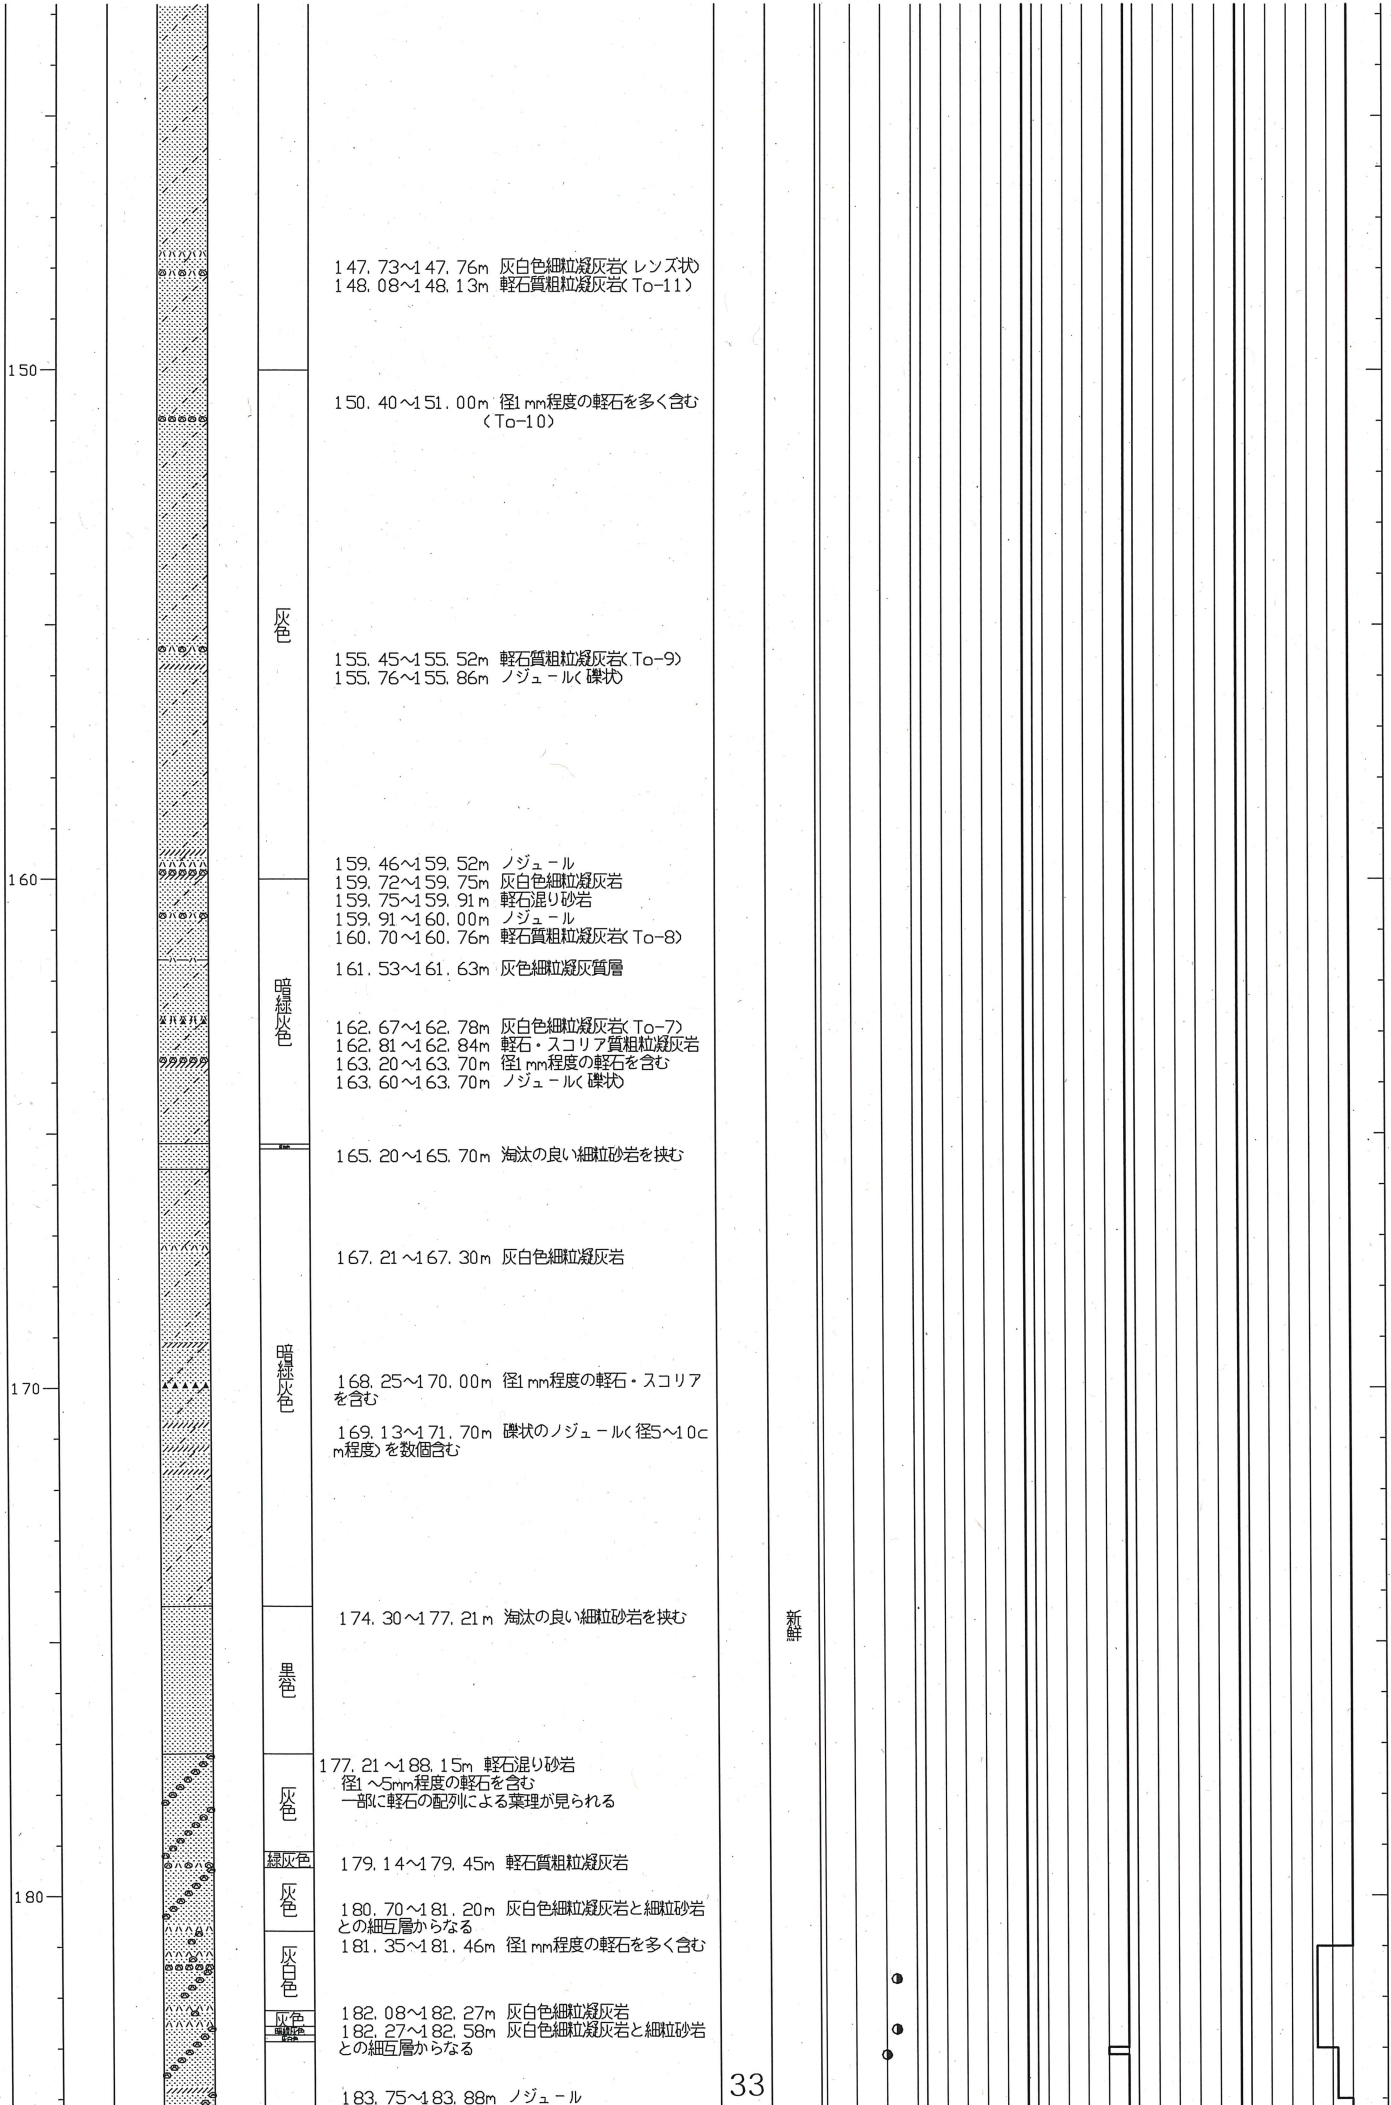 147.73～147.76m 灰白色細粒凝灰岩(レンズ状)
148.08～148.13m 軽石質粗粒凝灰岩(To-11)
150
150.40～151.00m 径1mm程度の軽石を多く含む
(To-10)
灰色
155.45～155.52m 軽石質粗粒凝灰岩(To-9)
155.76～155.86m ノジュール(礫状)
159.46～159.52m ノジュール
160
159.72～159.75m 灰白色細粒凝灰岩
159.75～159.91m 軽石混り砂岩
159.91～160.00m ノジュール
160.70～160.76m 軽石質粗粒凝灰岩(To-8)
161.53～161.63m 灰色細粒凝灰質層
暗緑灰色
162.67～162.78m 灰白色細粒凝灰岩(To-7)
162.81～162.84m 軽石・スコリア質粗粒凝灰岩
163.20～163.70m 径1mm程度の軽石を含む
163.60～163.70m ノジュール(礫状)
165.20～165.70m 淘汰の良い細粒砂岩を挟む
167.21～167.30m 灰白色細粒凝灰岩
暗緑灰色
170
168.25～170.00m 径1mm程度の軽石・スコリア
を含む
169.13～171.70m 礫状のノジュール(径5～10c
m程度)を数個含む
174.30～177.21m 淘汰の良い細粒砂岩を挟む
新鮮
黒色
177.21～188.15m 軽石混り砂岩
径1～5mm程度の軽石を含む
一部に軽石の配列による葉理が見られる
灰色
緑灰色
179.14～179.45m 軽石質粗粒凝灰岩
180
灰色
180.70～181.20m 灰白色細粒凝灰岩と細粒砂岩
との細互層からなる
181.35～181.46m 径1mm程度の軽石を多く含む
灰白色
灰色
182.08～182.27m 灰白色細粒凝灰岩
182.27～182.58m 灰白色細粒凝灰岩と細粒砂岩
との細互層からなる
33
183.75～183.88m ノジュール